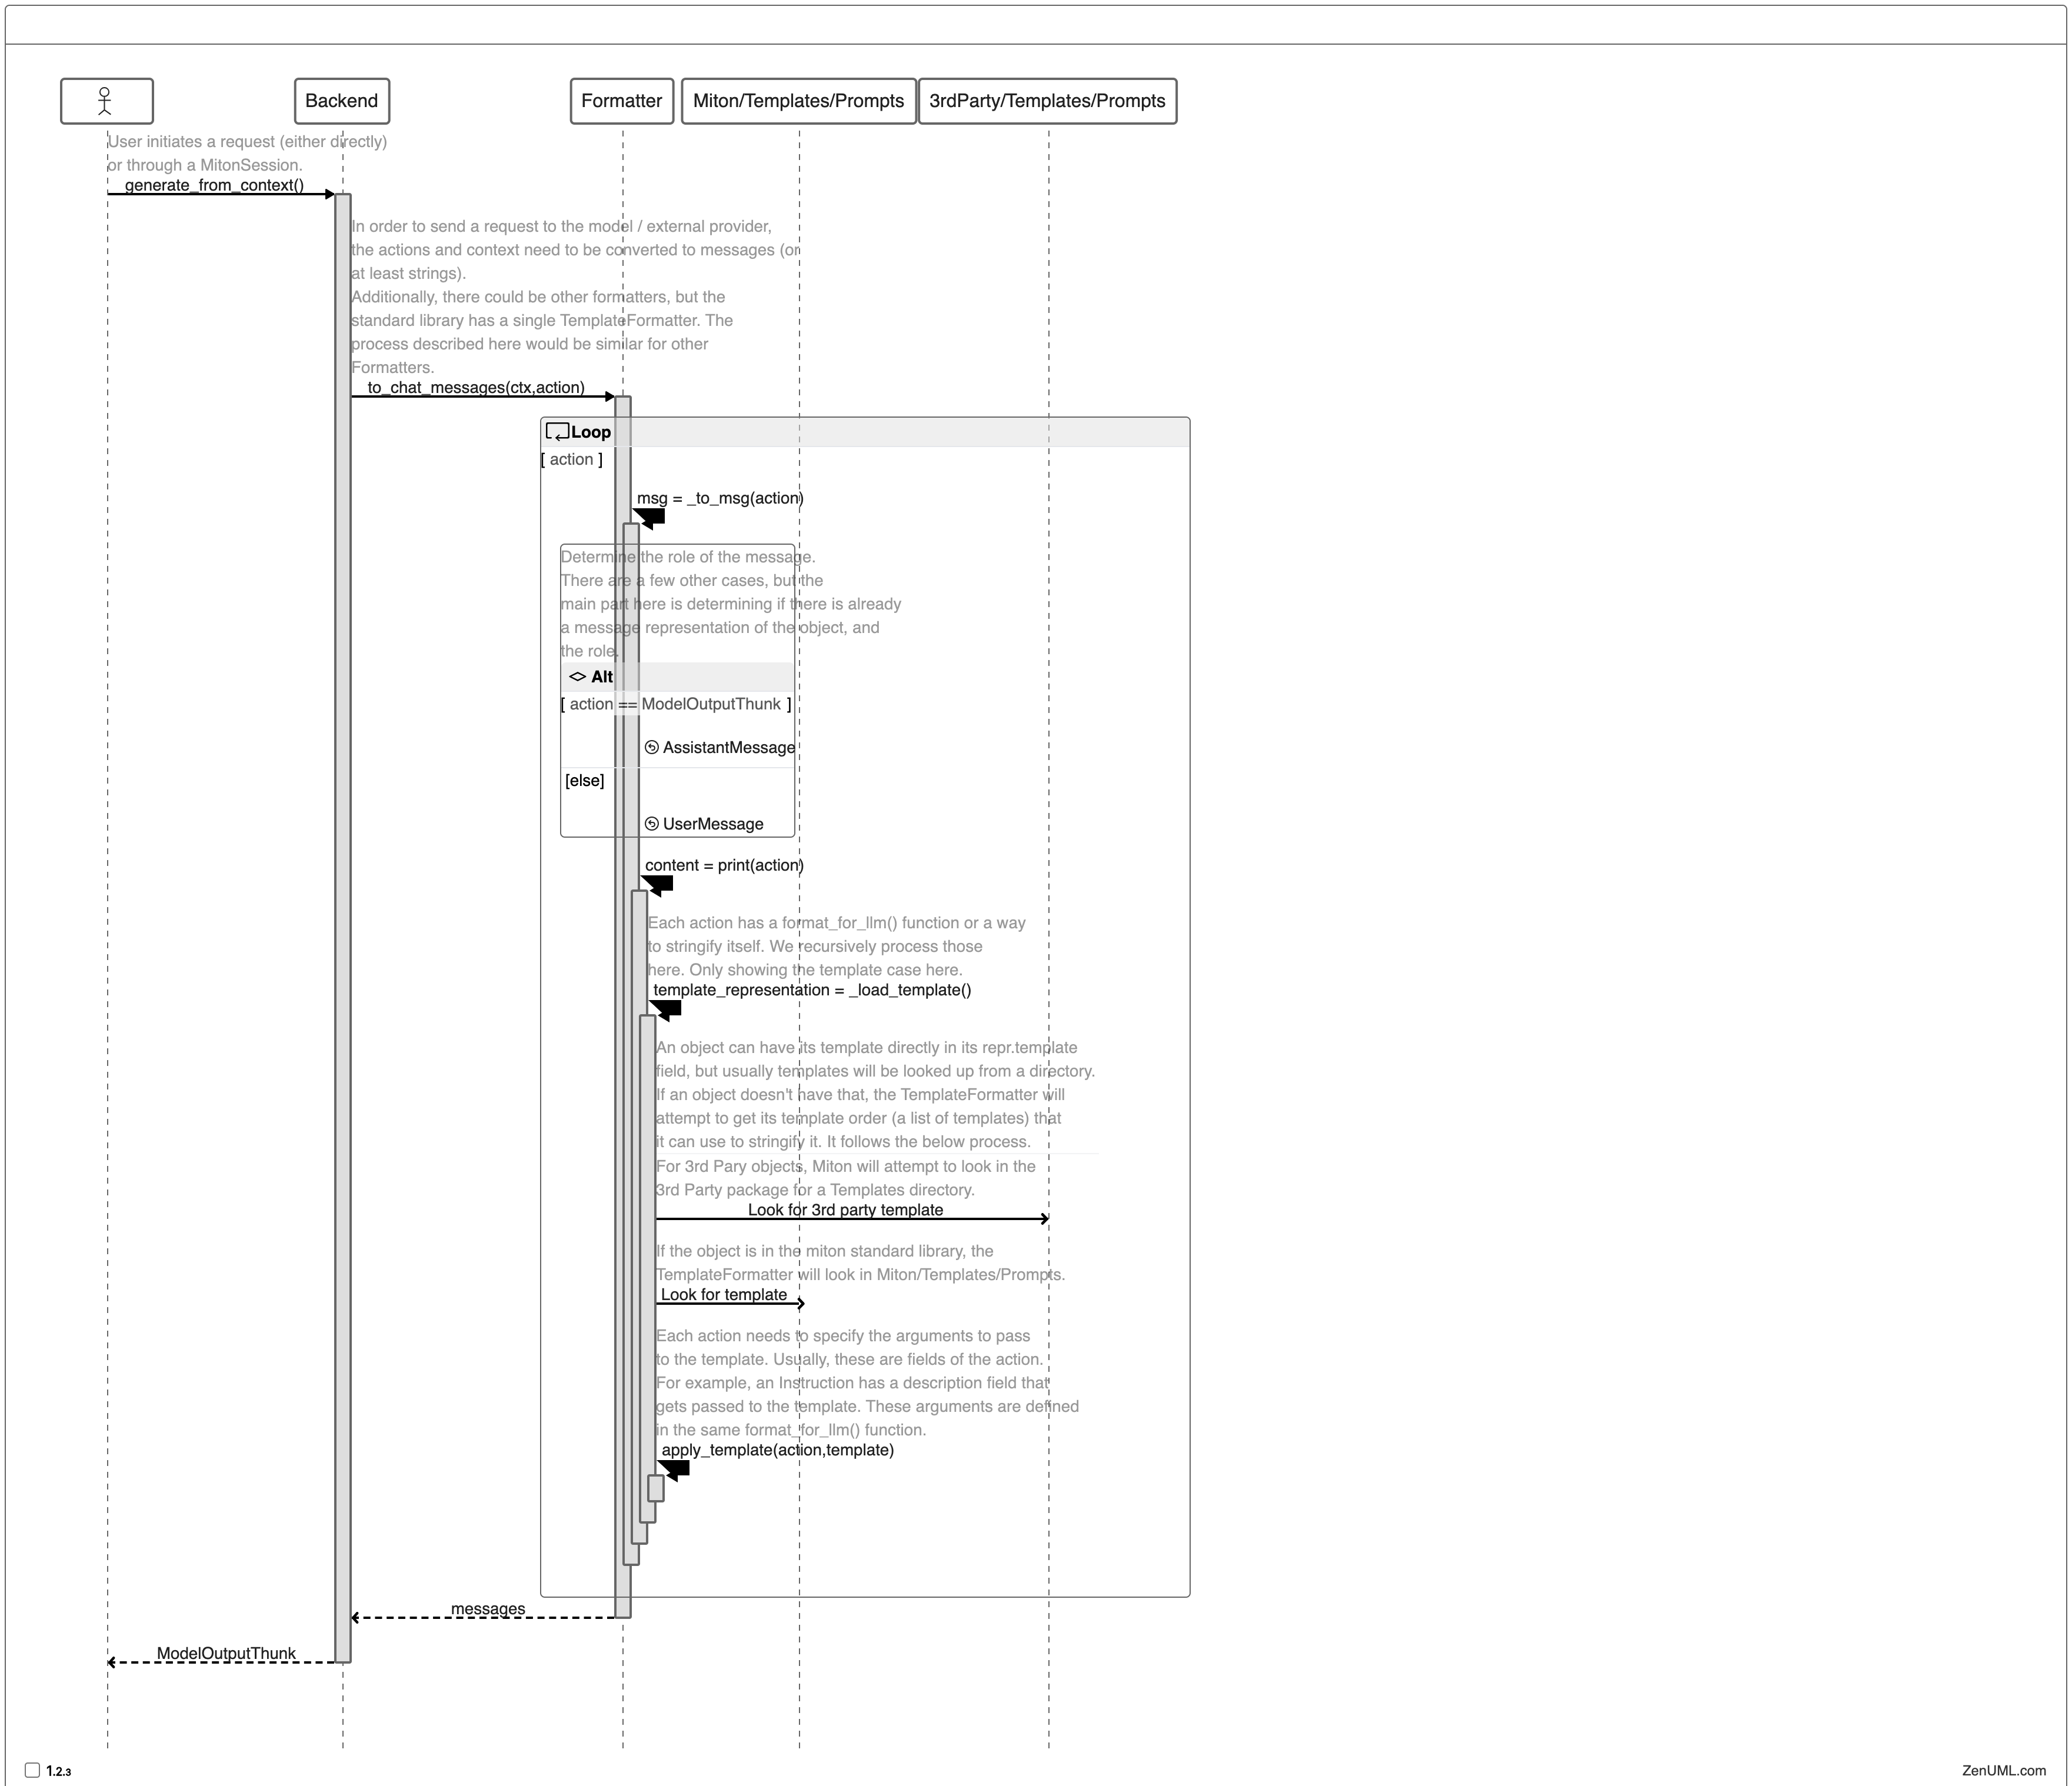 Backend
Formatter
Miton/Templates/Prompts
3rdParty/Templates/Prompts
User initiates a request (either directly)
or through a MitonSession.
generate_from_context()
In order to send a request to the model / external provider,
the actions and context need to be converted to messages (or
at least strings).
Additionally, there could be other formatters, but the
standard library has a single TemplateFormatter. The
process described here would be similar for other
Formatters.
to_chat_messages(ctx,action)
Loop
[ action ]
msg = _to_msg(action)
Determine the role of the message.
There are a few other cases, but the
main part here is determining if there is already
a message representation of the object, and
the role.
Alt
[ action == ModelOutputThunk ]
AssistantMessage
[else]
UserMessage
content = print(action)
Each action has a format_for_llm() function or a way
to stringify itself. We recursively process those
here. Only showing the template case here.
template_representation = _load_template()
An object can have its template directly in its repr.template
field, but usually templates will be looked up from a directory.
If an object doesn't have that, the TemplateFormatter will
attempt to get its template order (a list of templates) that
it can use to stringify it. It follows the below process.
For 3rd Pary objects, Miton will attempt to look in the
3rd Party package for a Templates directory.
Look for 3rd party template
If the object is in the miton standard library, the
TemplateFormatter will look in Miton/Templates/Prompts.
Look for template
Each action needs to specify the arguments to pass
to the template. Usually, these are fields of the action.
For example, an Instruction has a description field that
gets passed to the template. These arguments are defined
in the same format_for_llm() function.
apply_template(action,template)
messages
ModelOutputThunk
1.2.3
ZenUML.com